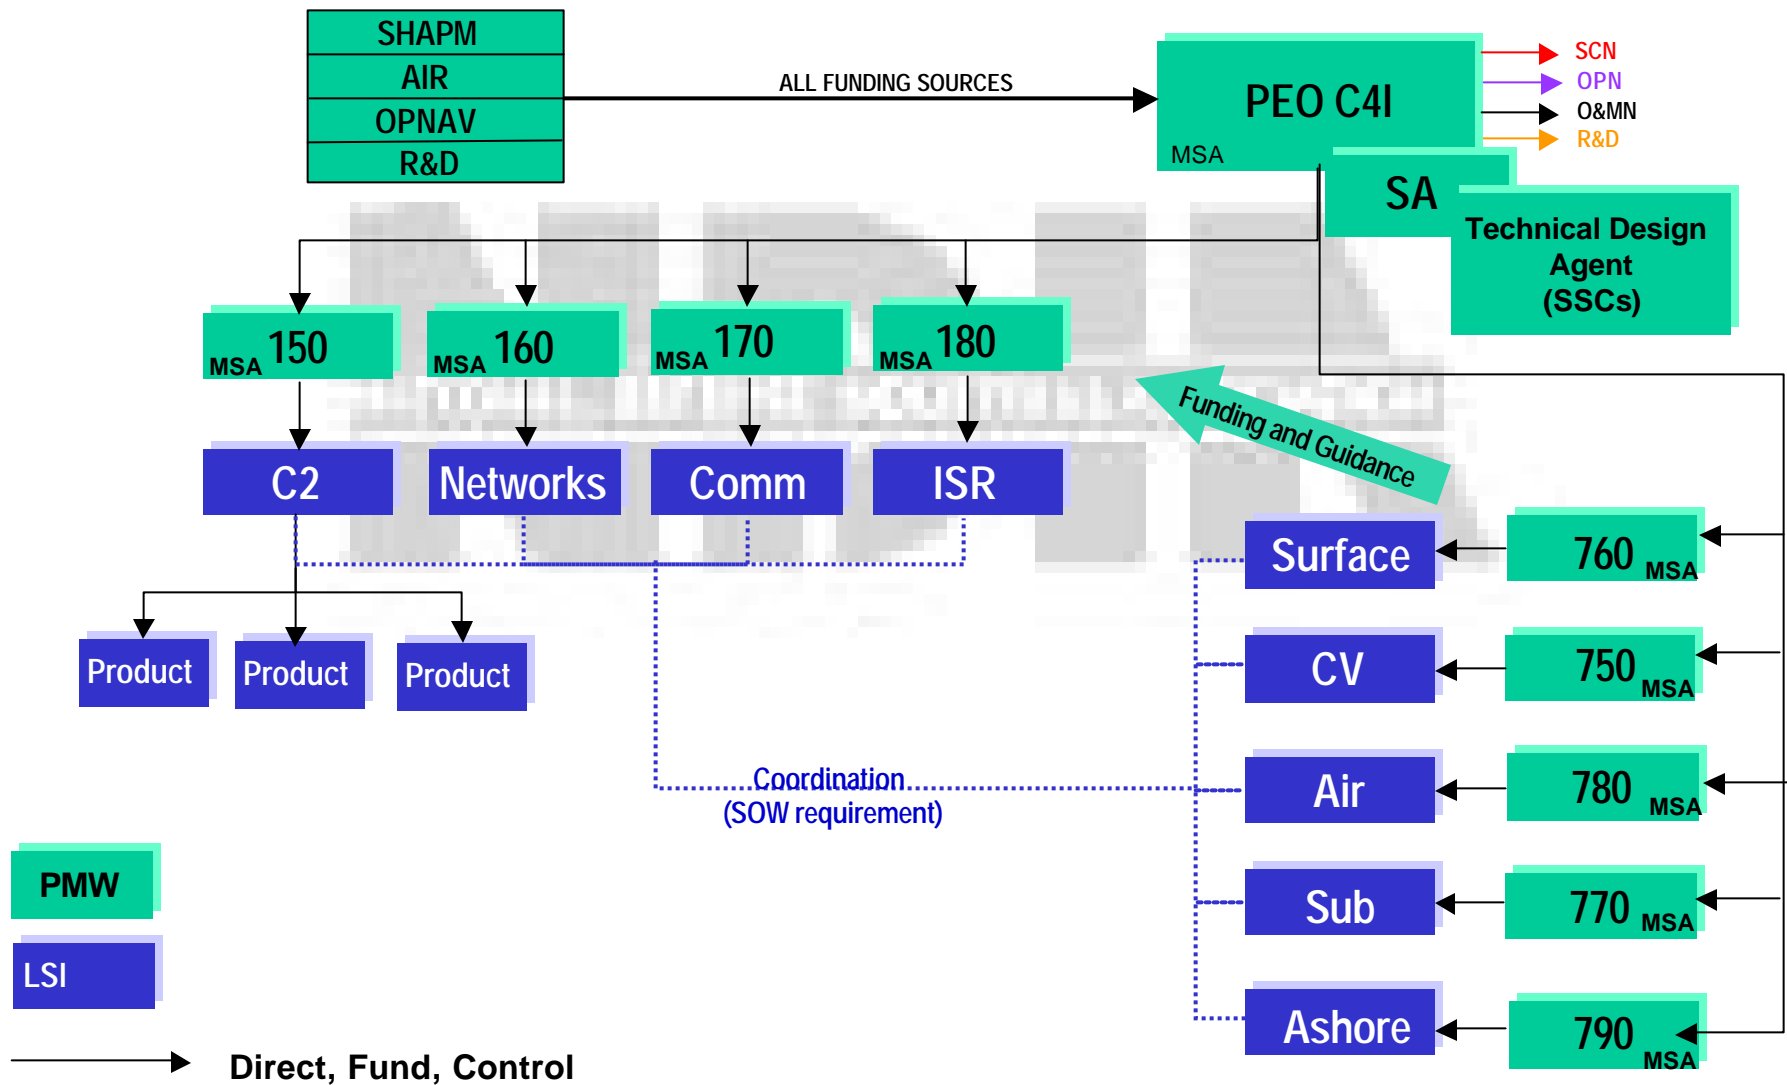 SHAPM
AIR
OPNAV
R&D
ALL FUNDING SOURCES
PEO C4I
MSA
SCN
OPN
O&MN
R&D
SA
Technical Design
Agent
(SSCs)
MSA 150
MSA 160
MSA 170
MSA 180
Funding and Guidance
C2
Networks
Comm
ISR
Surface
760 MSA
Product
Product
Product
CV
750 MSA
Coordination
(SOW requirement)
Air
780 MSA
PMW
Sub
770 MSA
LSI
Ashore
790 MSA
Direct, Fund, Control